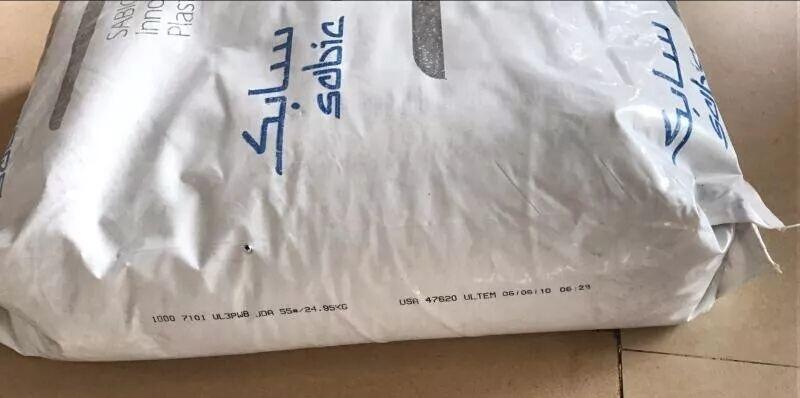 SABIC
Inno
Plas
سابك
sabic
سابك
sabic
1000 7101 UL3PWB JDA 55#/24.95KG
USA 47620 ULTEM 06/06/10 06:29